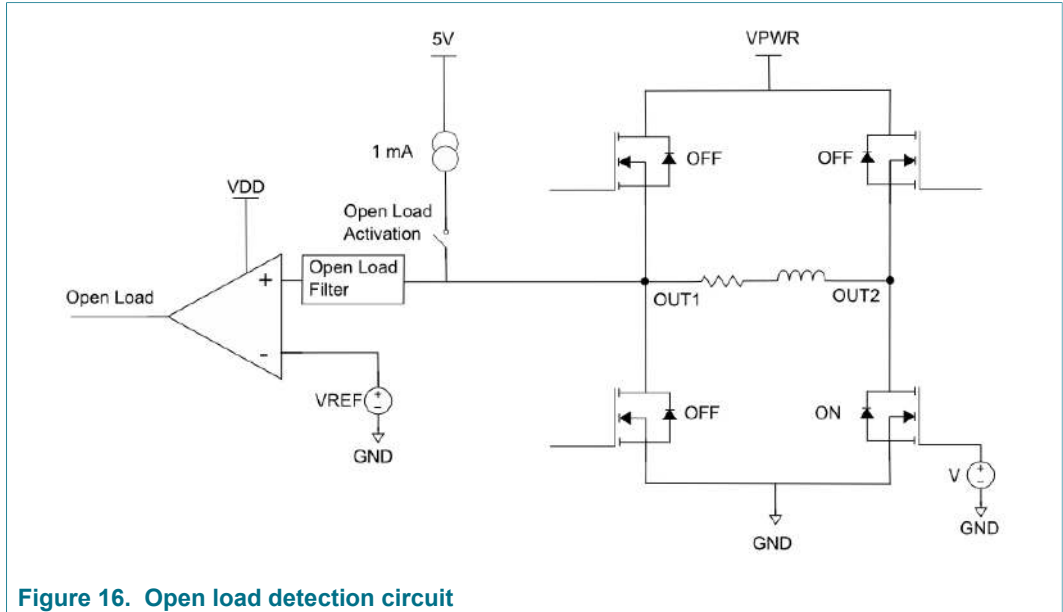 5V
VPWR
1 mA
OFF
OFF
VDD
Open Load
Activation
Open Load
Filter
+
Open Load
OUT1
OUT2
-
VREF
+
-
GND
OFF
ON
V
+
-
GND
GND
Figure 16. Open load detection circuit